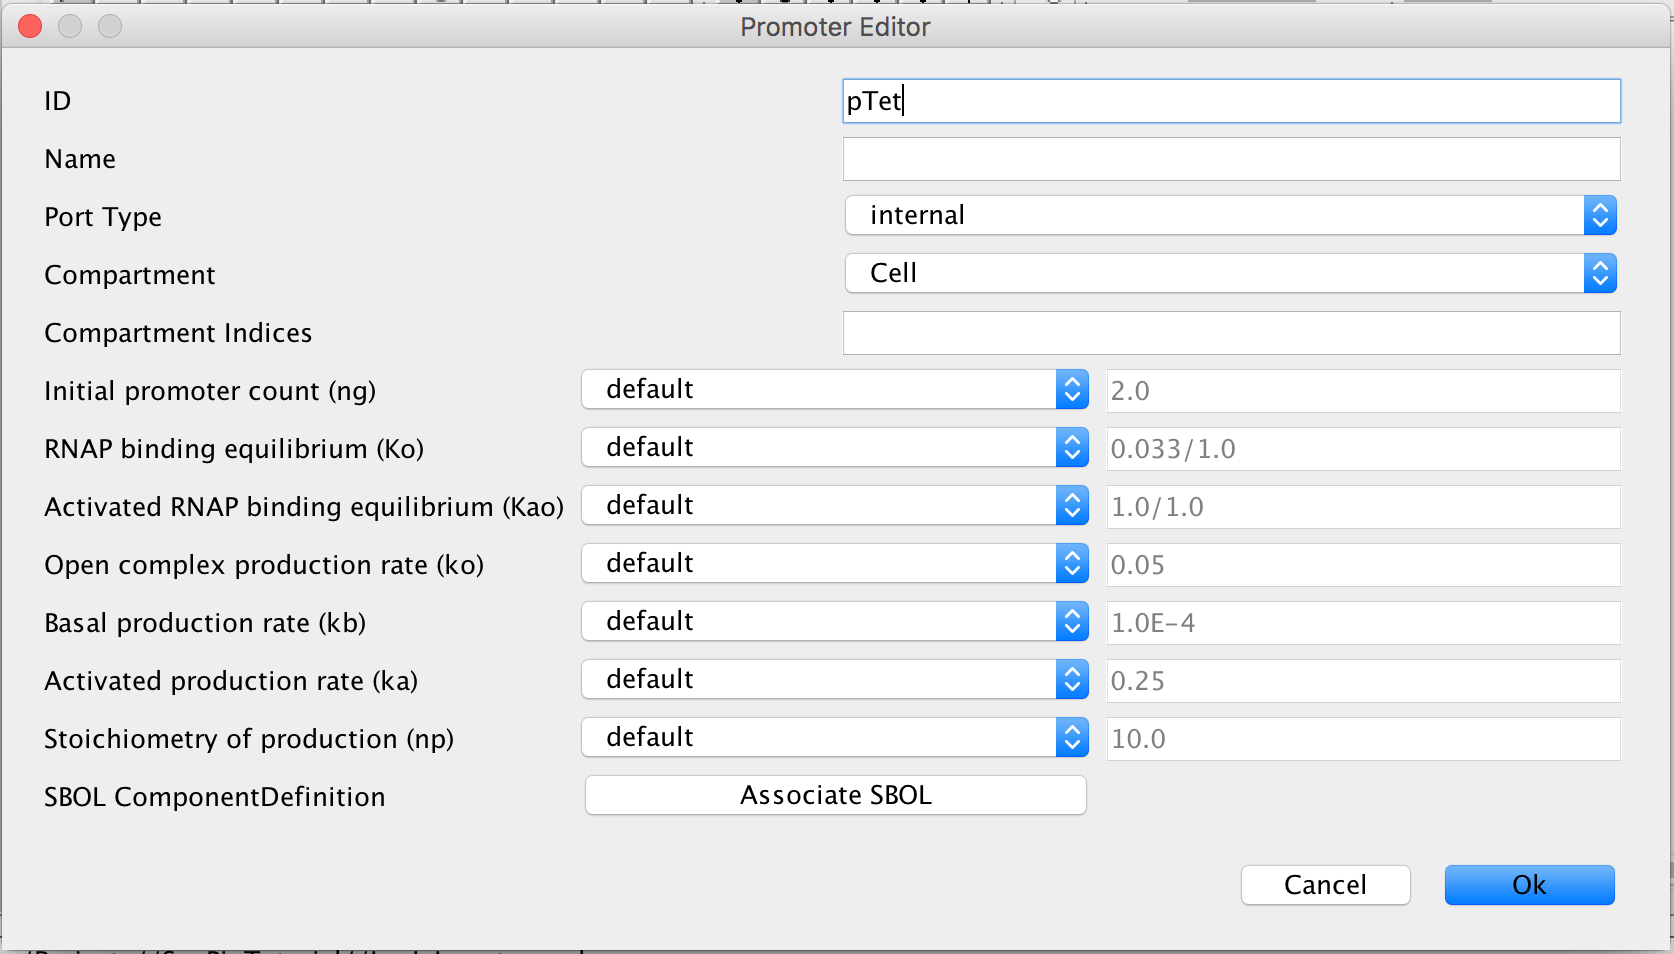 Promoter Editor
ID pTet
Name
Port Type internal
Compartment Cell
Compartment Indices
Initial promoter count (ng) default 2.0
RNAP binding equilibrium (Ko) default 0.033/1.0
Activated RNAP binding equilibrium (Kao) default 1.0/1.0
Open complex production rate (ko) default 0.05
Basal production rate (kb) default 1.0E-4
Activated production rate (ka) default 0.25
Stoichiometry of production (np) default 10.0
SBOL ComponentDefinition Associate SBOL
Cancel Ok